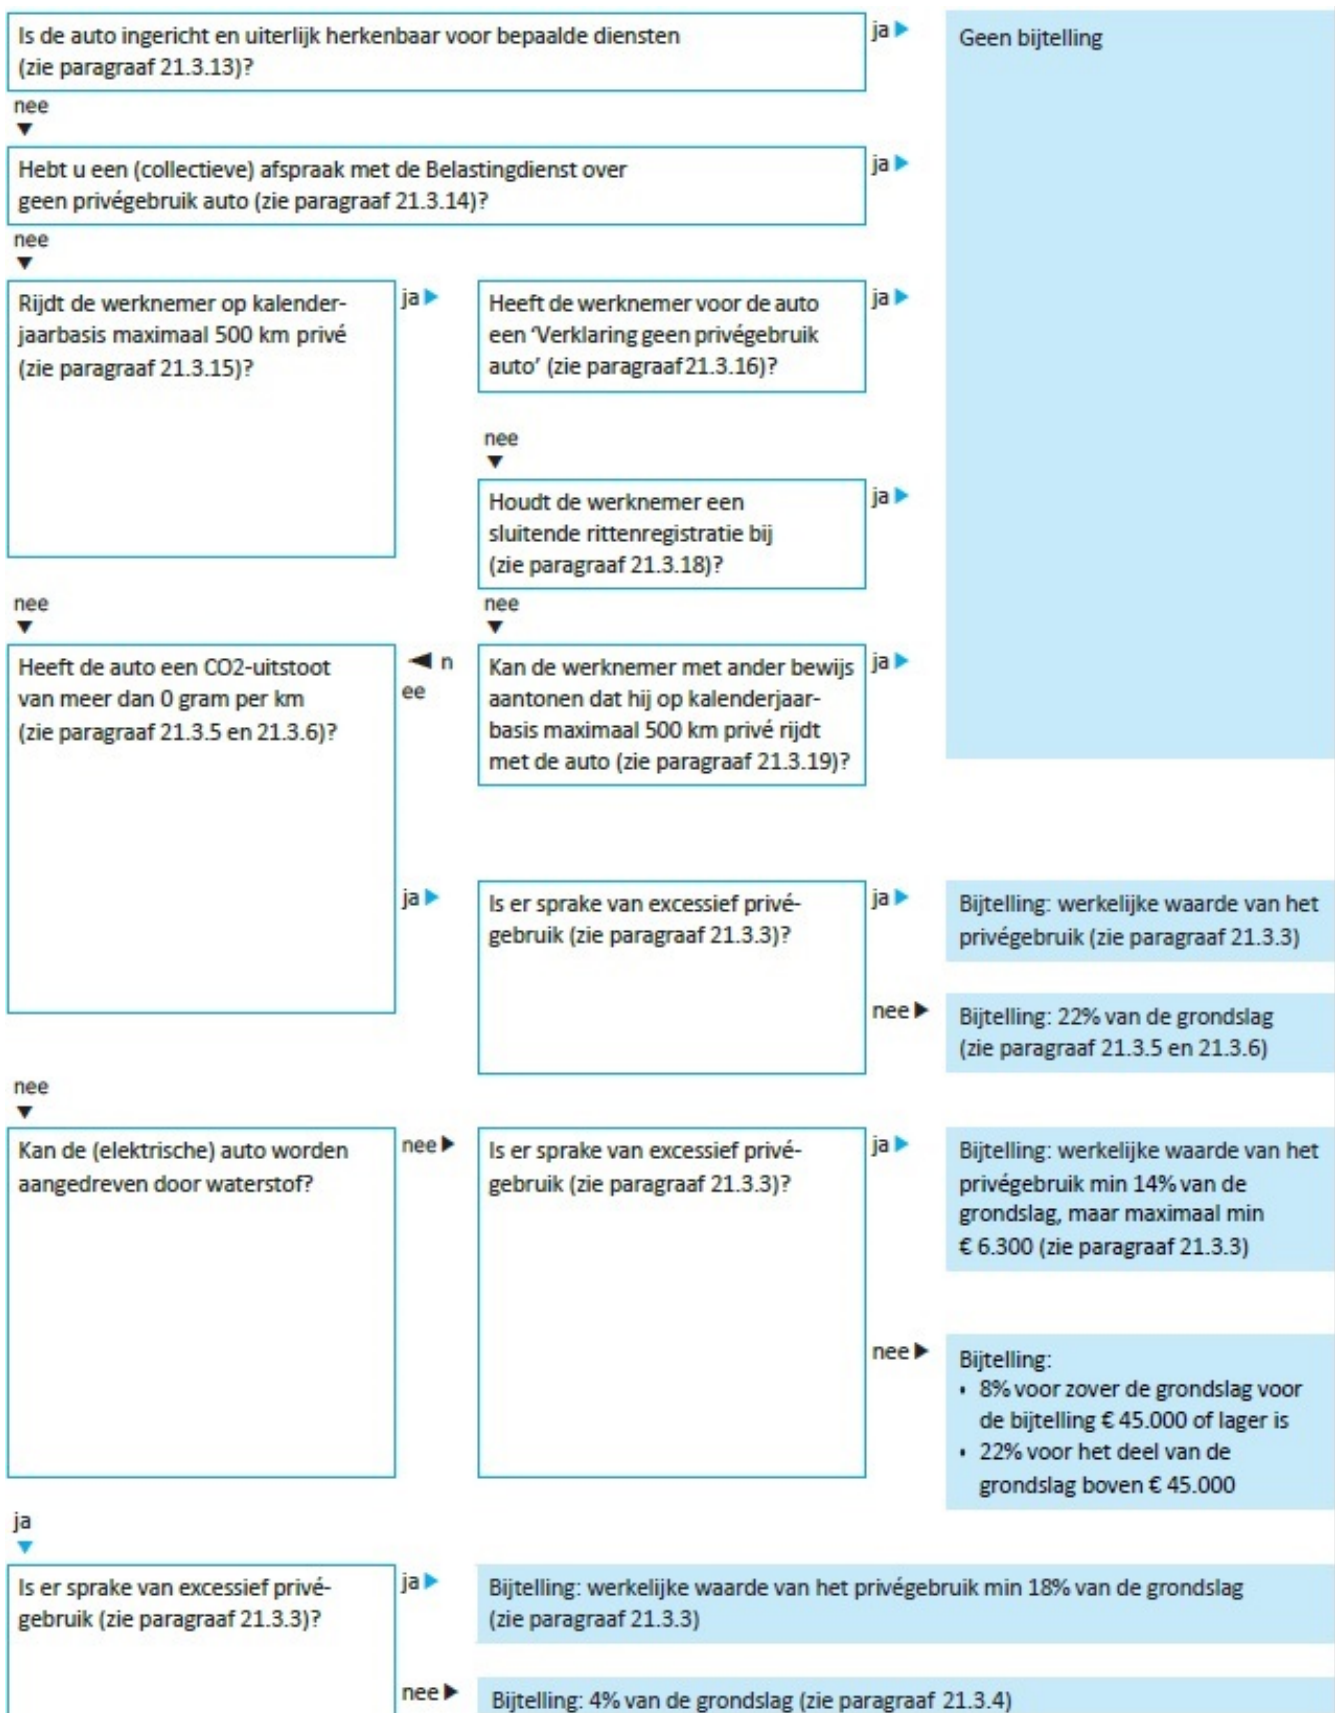 Is de auto ingericht en uiterlijk herkenbaar voor bepaalde diensten
(zie paragraaf 21.3.13)?
ja
Geen bijtelling
nee
Hebt u een (collectieve) afspraak met de Belastingdienst over
geen privégebruik auto (zie paragraaf 21.3.14)?
ja
nee
Rijdt de werknemer op kalender-
jaarbasis maximaal 500 km privé
(zie paragraaf 21.3.15)?
ja
Heeft de werknemer voor de auto
een ‘Verklaring geen privégebruik
auto’ (zie paragraaf 21.3.16)?
ja
nee
Houdt de werknemer een
sluitende rittenregistratie bij
(zie paragraaf 21.3.18)?
ja
nee
nee
Heeft de auto een CO2-uitstoot
van meer dan 0 gram per km
(zie paragraaf 21.3.5 en 21.3.6)?
n
ee
Kan de werknemer met ander bewijs
aantonen dat hij op kalenderjaar-
basis maximaal 500 km privé rijdt
met de auto (zie paragraaf 21.3.19)?
ja
ja
Is er sprake van excessief privé-
gebruik (zie paragraaf 21.3.3)?
ja
Bijtelling: werkelijke waarde van het
privégebruik (zie paragraaf 21.3.3)
nee
Bijtelling: 22% van de grondslag
(zie paragraaf 21.3.5 en 21.3.6)
nee
Kan de (elektrische) auto worden
aangedreven door waterstof?
nee
Is er sprake van excessief privé-
gebruik (zie paragraaf 21.3.3)?
ja
Bijtelling: werkelijke waarde van het
privégebruik min 14% van de
grondslag, maar maximaal min
€ 6.300 (zie paragraaf 21.3.3)
nee
Bijtelling:
• 8% voor zover de grondslag voor
de bijtelling € 45.000 of lager is
• 22% voor het deel van de
grondslag boven € 45.000
ja
Is er sprake van excessief privé-
gebruik (zie paragraaf 21.3.3)?
ja
Bijtelling: werkelijke waarde van het privégebruik min 18% van de grondslag
(zie paragraaf 21.3.3)
nee
Bijtelling: 4% van de grondslag (zie paragraaf 21.3.4)